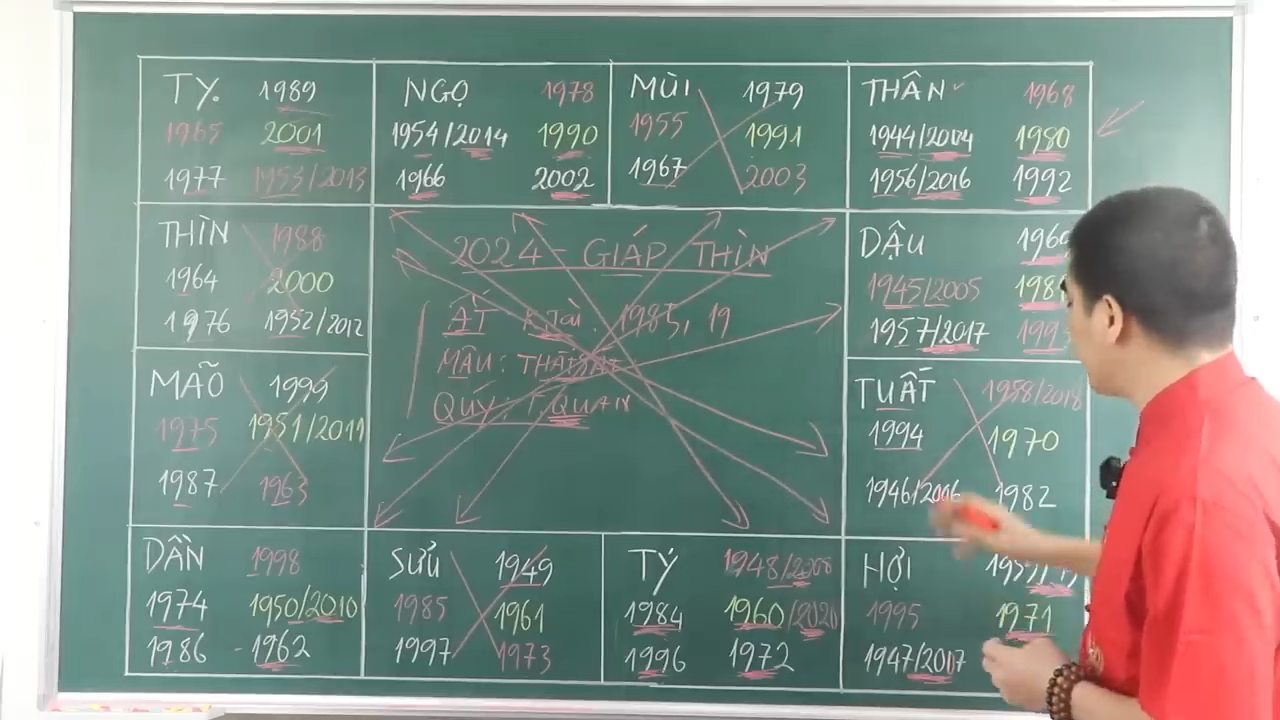 TỴ. 1989
1965 2001
1977 1953/2013
NGỌ 1978
1954/2014 1990
1966 2002
MÙI 1979
1955 1991
1967 2003
THÂN 1968
1944/2004 1980
1956/2016 1992
THÌN 1988
1964 2000
1976 1952/2012
2024 - GIÁP THÌN
ẤT 1985, 19
MẬU: THÁI
QUÝ: T, QUAN
DẬU
1945/2005
1957/2017
MÃO 1999
1975 1951/2011
1987 1963
TUẤT 1958/2018
1994 1970
1946/2006 1982
DẦN 1998
1974 1950/2010
1986 - 1962
SỬU 1949
1985 1961
1997 1973
TÝ 1948/2008
1984 1960/2020
1996 1972
HỢI
1995 1971
1947/2007